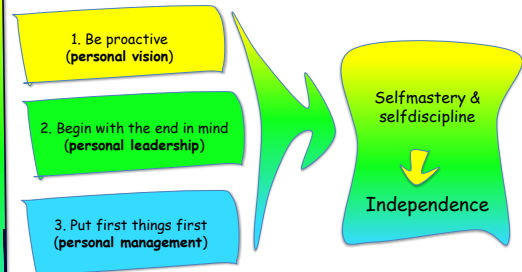 1. Be proactive
(personal vision)
2. Begin with the end in mind
(personal leadership)
3. Put first things first
(personal management)
Selfmastery &
selfdiscipline
Independence